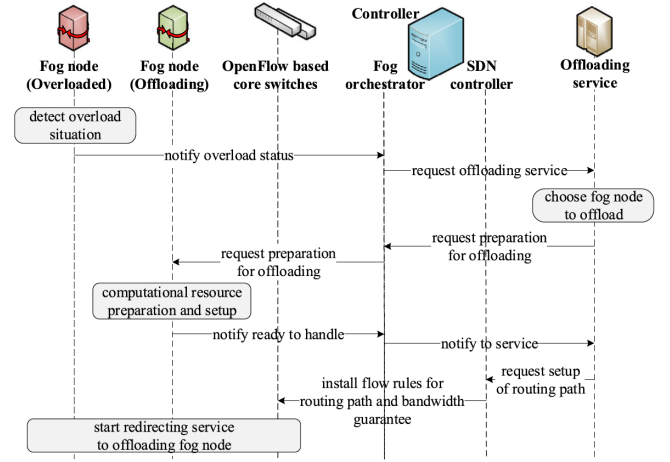 Controller
Fog node
(Overloaded)
Fog node
(Offloading)
OpenFlow based
core switches
Fog
orchestrator
SDN
controller
Offloading
service
detect overload
situation
notify overload status
request offloading service
choose fog node
to offload
request preparation
for offloading
request preparation
for offloading
computational resource
preparation and setup
notify ready to handle
notify to service
request setup
of routing path
install flow rules for
routing path and bandwidth
guarantee
start redirecting service
to offloading fog node